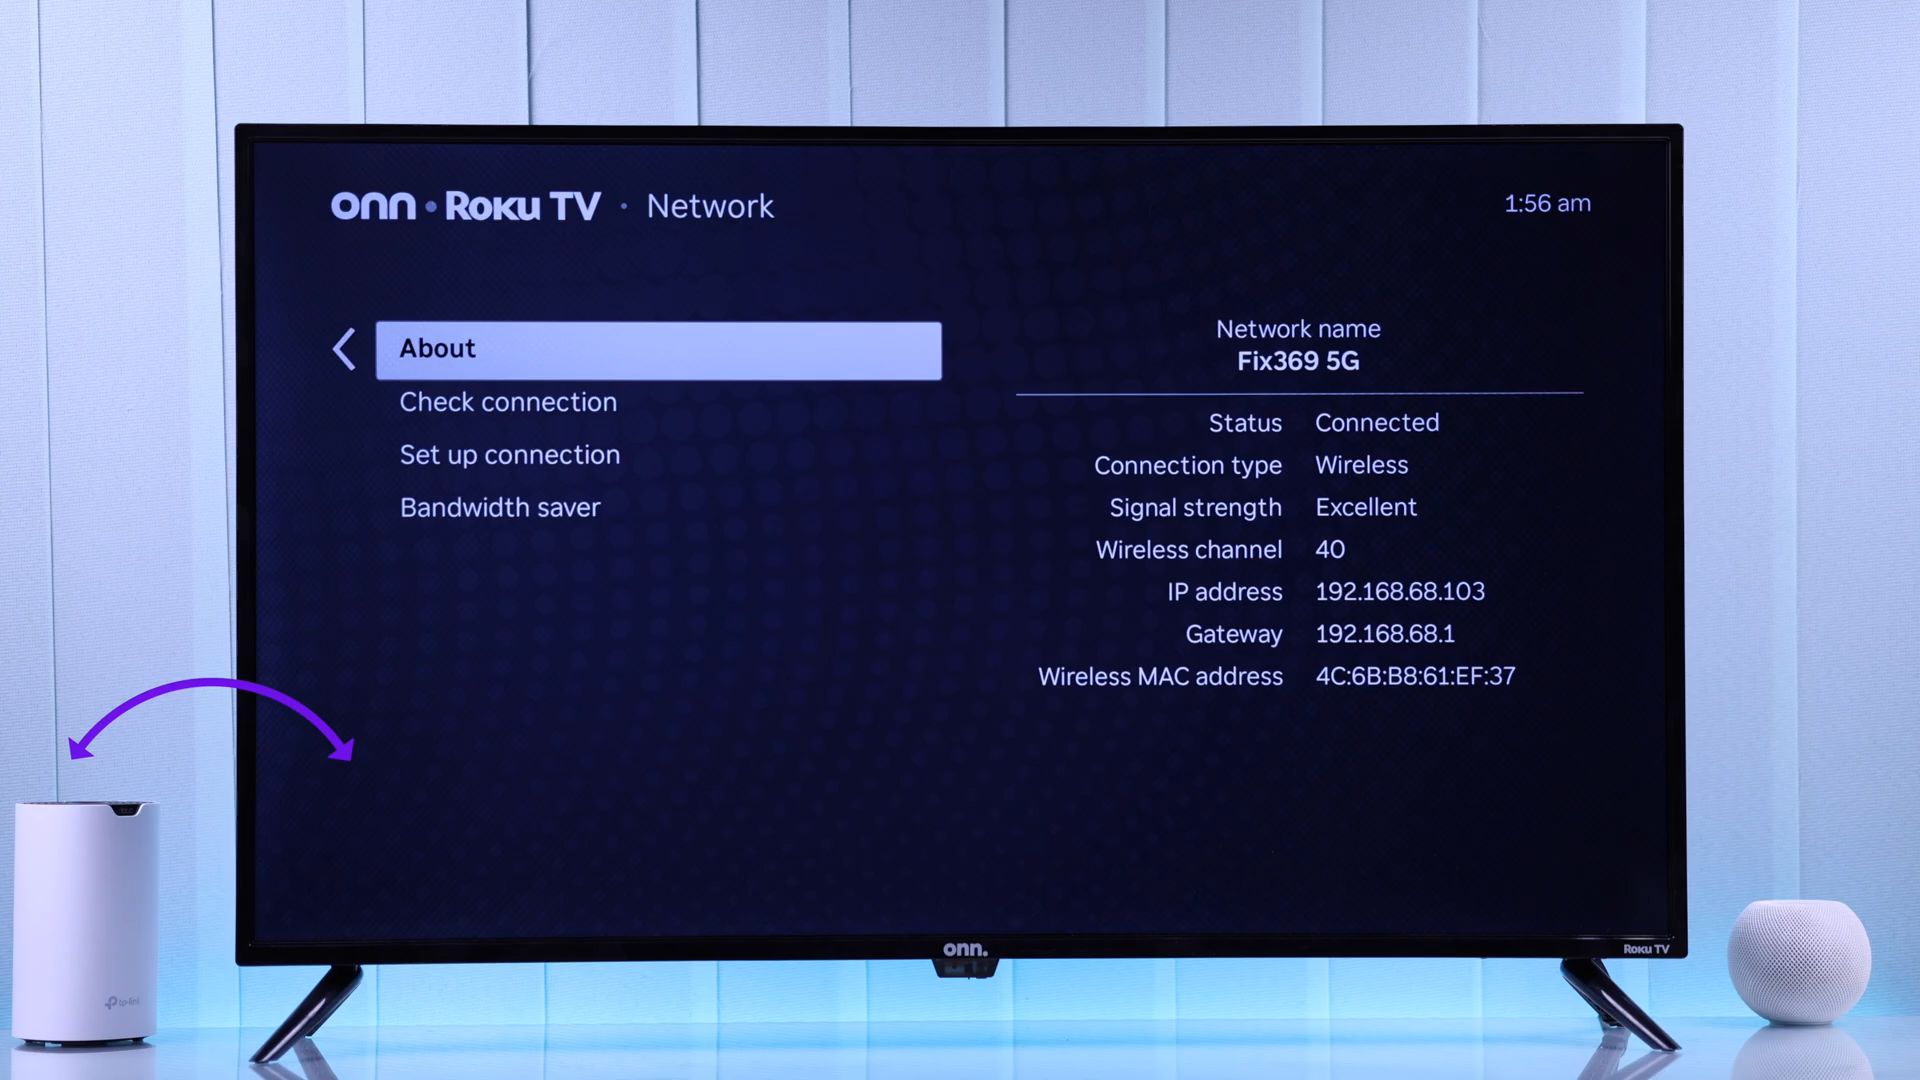 onn • Roku TV • Network
1:56 am
About
Check connection
Set up connection
Bandwidth saver
Network name
Fix369 5G
Status Connected
Connection type Wireless
Signal strength Excellent
Wireless channel 40
IP address 192.168.68.103
Gateway 192.168.68.1
Wireless MAC address 4C:6B:B8:61:EF:37
onn.
Roku TV
tp-link